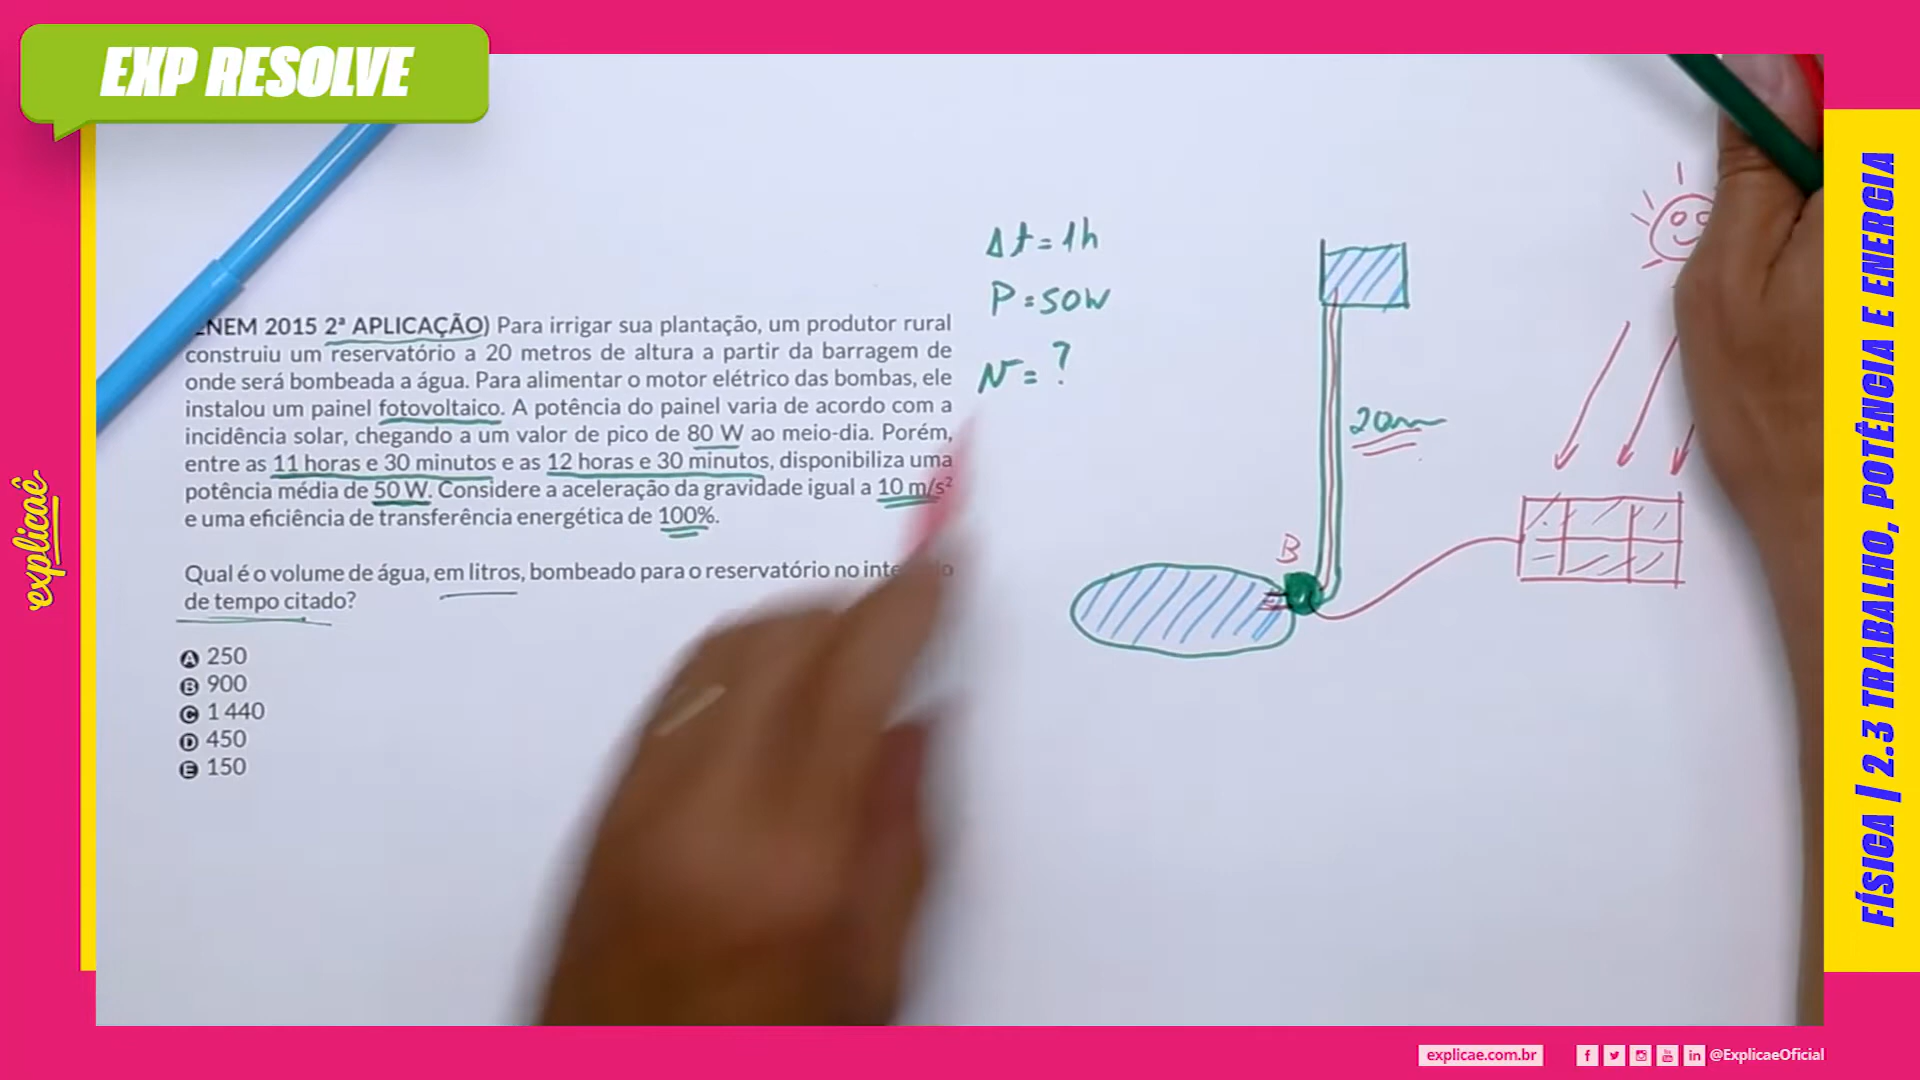 EXP RESOLVE
ENEM 2015 2ª APLICAÇÃO) Para irrigar sua plantação, um produtor rural
construiu um reservatório a 20 metros de altura a partir da barragem de
onde será bombeada a água. Para alimentar o motor elétrico das bombas, ele
instalou um painel fotovoltaico. A potência do painel varia de acordo com a
incidência solar, chegando a um valor de pico de 80 W ao meio-dia. Porém,
entre as 11 horas e 30 minutos e as 12 horas e 30 minutos, disponibiliza uma
potência média de 50 W. Considere a aceleração da gravidade igual a 10 m/s²
e uma eficiência de transferência energética de 100%.
Qual é o volume de água, em litros, bombeado para o reservatório no
de tempo citado?
A 250
B 900
C 1 440
D 450
E 150
Δt = 1h
P = 50W
N = ?
20m
B
explicaê
FÍSICA | 2.3 TRABALHO, POTÊNCIA E ENERGIA
explicae.com.br
@ExplicaeOficial